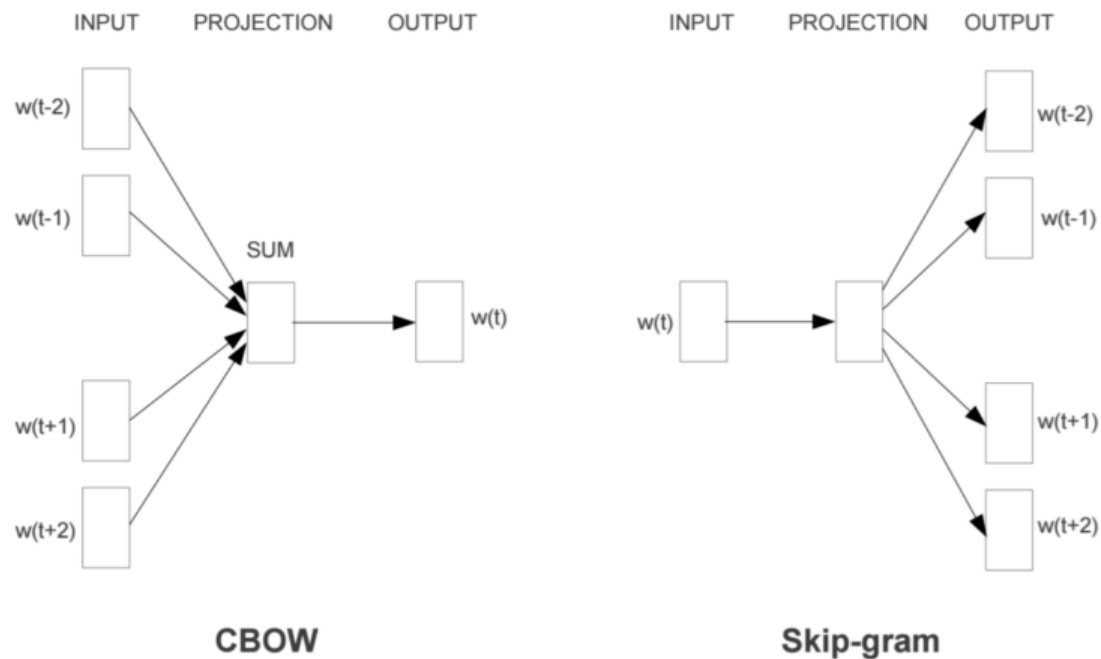 INPUT PROJECTION OUTPUT
w(t-2)
w(t-1)
SUM
w(t)
w(t+1)
w(t+2)
CBOW
INPUT PROJECTION OUTPUT
w(t-2)
w(t-1)
w(t)
w(t+1)
w(t+2)
Skip-gram